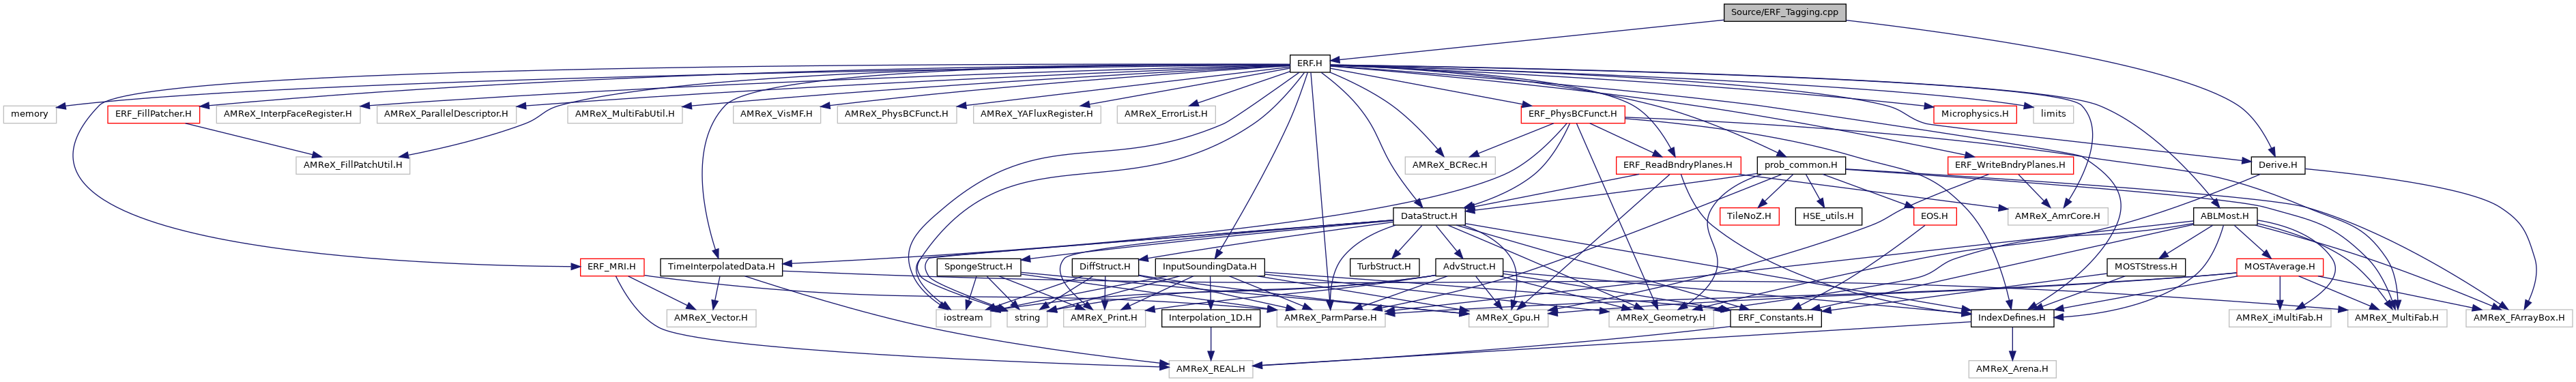 Source/ERF_Tagging.cpp
ERF.H
memory
ERF_FillPatcher.H
AMReX_InterpFaceRegister.H
AMReX_ParallelDescriptor.H
AMReX_MultiFabUtil.H
AMReX_VisMF.H
AMReX_PhysBCFunct.H
AMReX_YAFluxRegister.H
AMReX_ErrorList.H
ERF_PhysBCFunct.H
Microphysics.H
limits
AMReX_FillPatchUtil.H
AMReX_BCRec.H
ERF_ReadBndryPlanes.H
prob_common.H
ERF_WriteBndryPlanes.H
Derive.H
DataStruct.H
TileNoZ.H
HSE_utils.H
EOS.H
AMReX_AmrCore.H
ABLMost.H
ERF_MRI.H
TimeInterpolatedData.H
SpongeStruct.H
DiffStruct.H
InputSoundingData.H
TurbStruct.H
AdvStruct.H
MOSTStress.H
MOSTAverage.H
AMReX_Vector.H
iostream
string
AMReX_Print.H
Interpolation_1D.H
AMReX_ParmParse.H
AMReX_Gpu.H
AMReX_Geometry.H
ERF_Constants.H
IndexDefines.H
AMReX_iMultiFab.H
AMReX_MultiFab.H
AMReX_FArrayBox.H
AMReX_REAL.H
AMReX_Arena.H